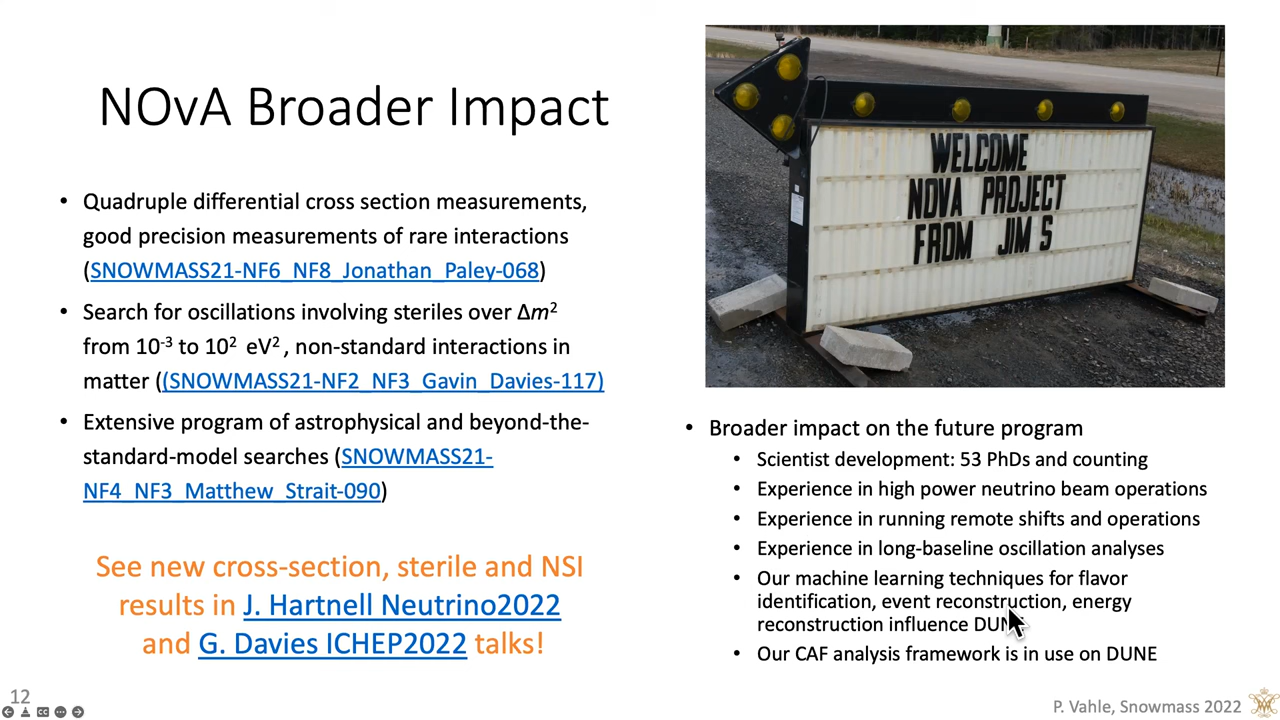 NOvA Broader Impact
• Quadruple differential cross section measurements,
good precision measurements of rare interactions
(SNOWMASS21-NF6_NF8_Jonathan_Paley-068)
• Search for oscillations involving steriles over Δm²
from 10⁻³ to 10² eV² , non-standard interactions in
matter ((SNOWMASS21-NF2_NF3_Gavin_Davies-117)
• Extensive program of astrophysical and beyond-the-
standard-model searches (SNOWMASS21-
NF4_NF3_Matthew_Strait-090)
See new cross-section, sterile and NSI
results in J. Hartnell Neutrino2022
and G. Davies ICHEP2022 talks!
WELCOME
NOVA PROJECT
FROM JIM S
• Broader impact on the future program
• Scientist development: 53 PhDs and counting
• Experience in high power neutrino beam operations
• Experience in running remote shifts and operations
• Experience in long-baseline oscillation analyses
• Our machine learning techniques for flavor
identification, event reconstruction, energy
reconstruction influence DUNE
• Our CAF analysis framework is in use on DUNE
12
P. Vahle, Snowmass 2022